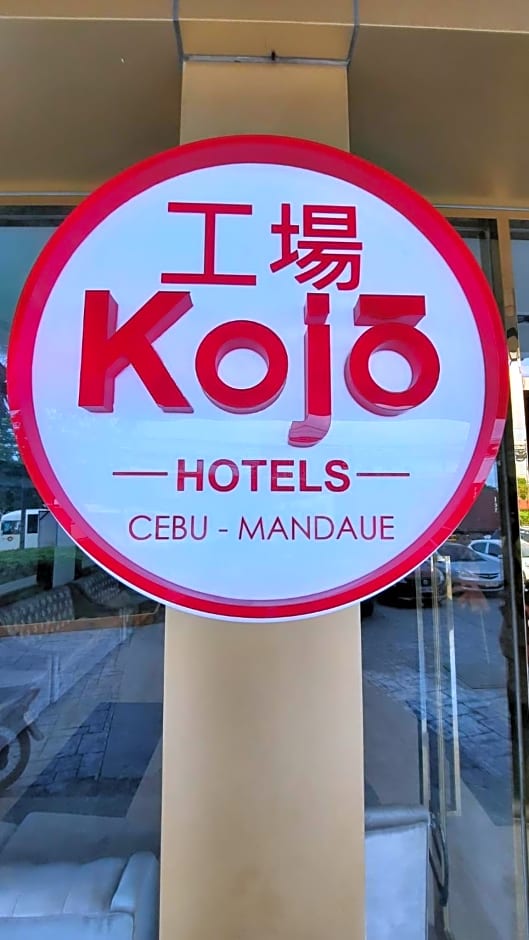 工場
Kojō
HOTELS
CEBU - MANDAUE